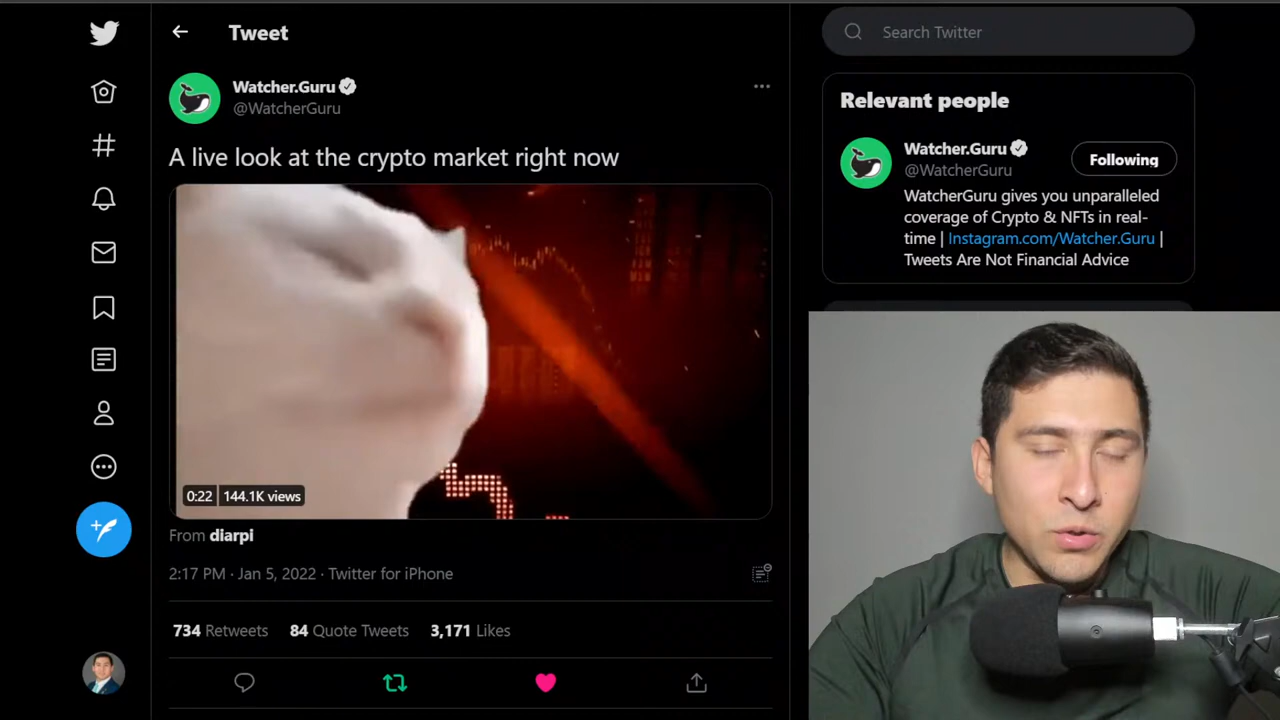 Tweet
Watcher.Guru
@WatcherGuru
A live look at the crypto market right now
0:22 144.1K views
From diarpi
2:17 PM · Jan 5, 2022 · Twitter for iPhone
734 Retweets 84 Quote Tweets 3,171 Likes
Search Twitter
Relevant people
Watcher.Guru
@WatcherGuru
Following
WatcherGuru gives you unparalleled
coverage of Crypto & NFTs in real-
time | Instagram.com/Watcher.Guru |
Tweets Are Not Financial Advice